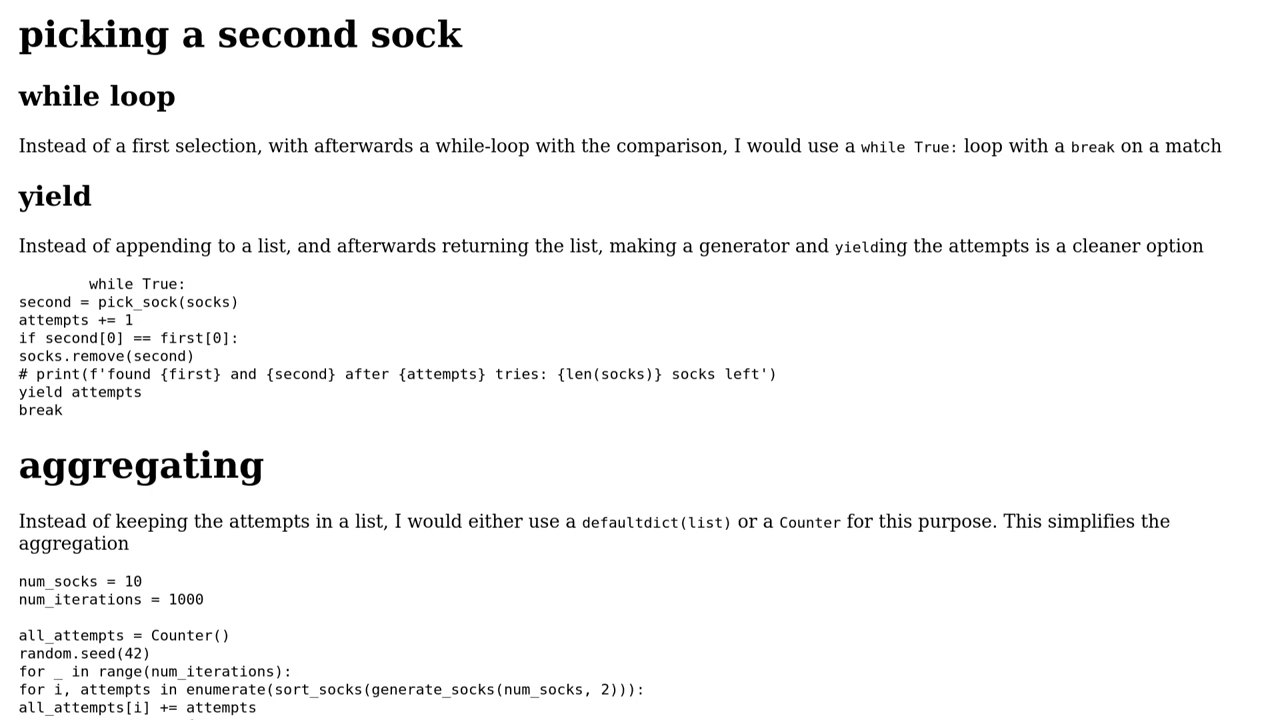 picking a second sock
while loop
Instead of a first selection, with afterwards a while-loop with the comparison, I would use a while True: loop with a break on a match
yield
Instead of appending to a list, and afterwards returning the list, making a generator and yielding the attempts is a cleaner option
while True:
second = pick_sock(socks)
attempts += 1
if second[0] == first[0]:
socks.remove(second)
# print(f'found {first} and {second} after {attempts} tries: {len(socks)} socks left')
yield attempts
break
aggregating
Instead of keeping the attempts in a list, I would either use a defaultdict(list) or a Counter for this purpose. This simplifies the
aggregation
num_socks = 10
num_iterations = 1000
all_attempts = Counter()
random.seed(42)
for _ in range(num_iterations):
for i, attempts in enumerate(sort_socks(generate_socks(num_socks, 2))):
all_attempts[i] += attempts